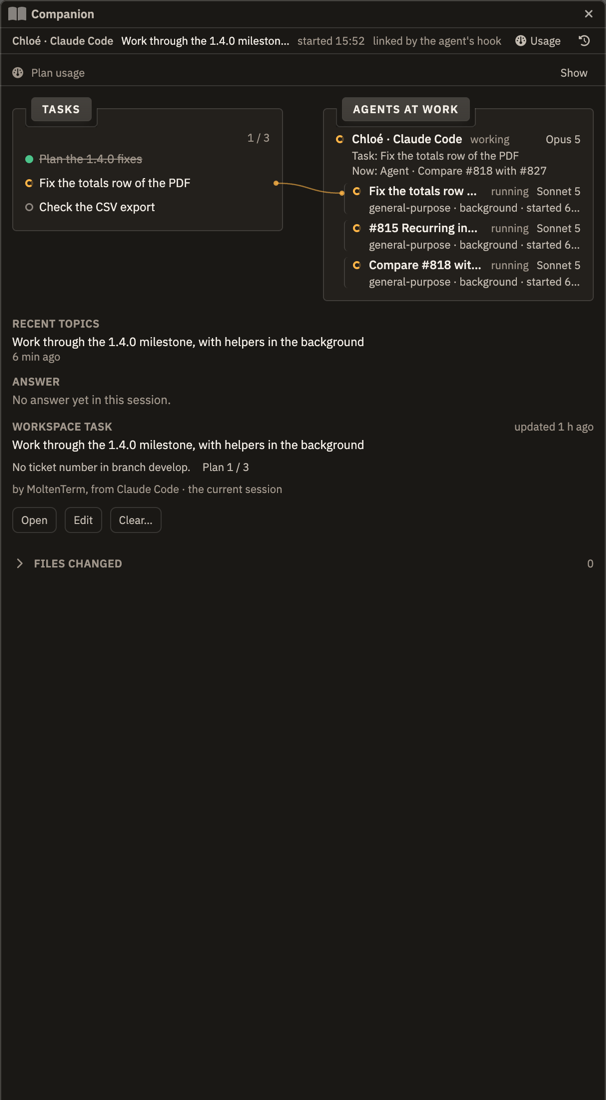 Companion
Chloé · Claude Code Work through the 1.4.0 mileston… started 15:52 linked by the agent's hook Usage
Plan usage Show
TASKS
1 / 3
Plan the 1.4.0 fixes
Fix the totals row of the PDF
Check the CSV export
AGENTS AT WORK
Chloé · Claude Code working Opus 5
Task: Fix the totals row of the PDF
Now: Agent · Compare #818 with #827
Fix the totals row … running Sonnet 5
general-purpose · background · started 6…
#815 Recurring in… running Sonnet 5
general-purpose · background · started 6…
Compare #818 wit… running Sonnet 5
general-purpose · background · started 6…
RECENT TOPICS
Work through the 1.4.0 milestone, with helpers in the background
6 min ago
ANSWER
No answer yet in this session.
WORKSPACE TASK updated 1 h ago
Work through the 1.4.0 milestone, with helpers in the background
No ticket number in branch develop. Plan 1 / 3
by MoltenTerm, from Claude Code · the current session
Open Edit Clear…
FILES CHANGED 0